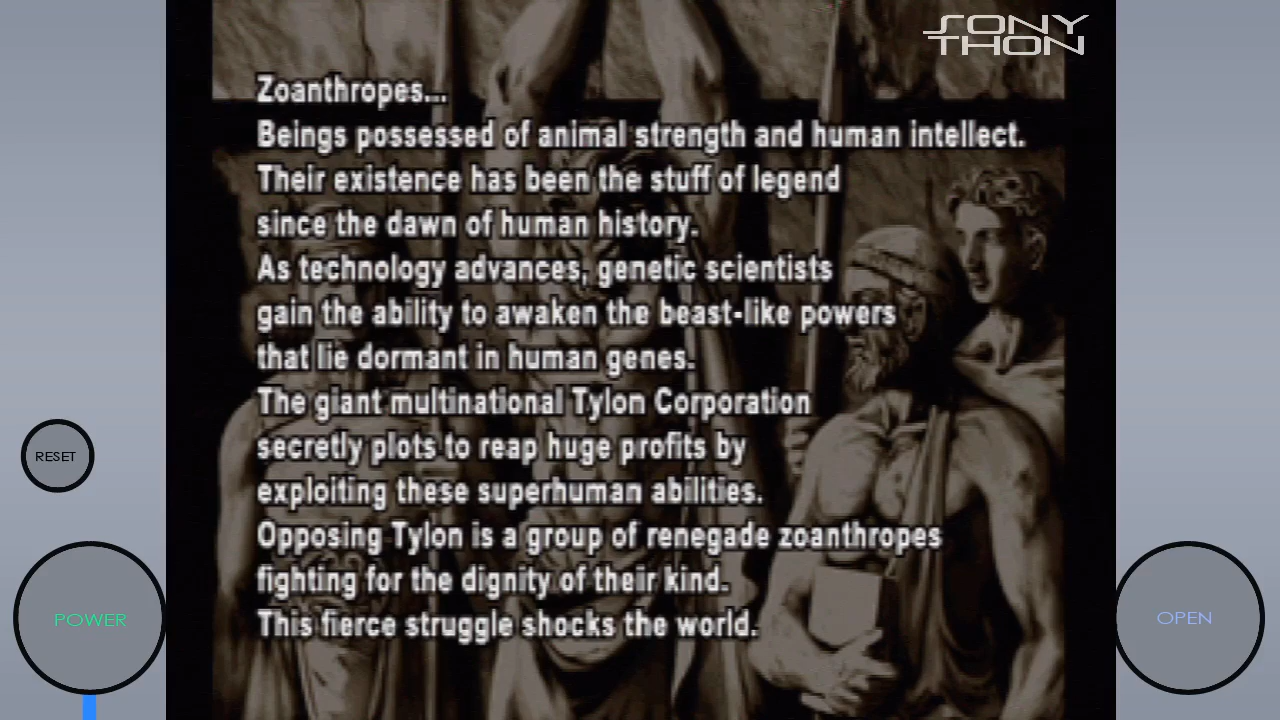 SONY
THON
Zoanthropes...
Beings possessed of animal strength and human intellect.
Their existence has been the stuff of legend
since the dawn of human history.
As technology advances, genetic scientists
gain the ability to awaken the beast-like powers
that lie dormant in human genes.
The giant multinational Tylon Corporation
secretly plots to reap huge profits by
exploiting these superhuman abilities.
Opposing Tylon is a group of renegade zoanthropes
fighting for the dignity of their kind.
This fierce struggle shocks the world.
RESET
POWER
OPEN